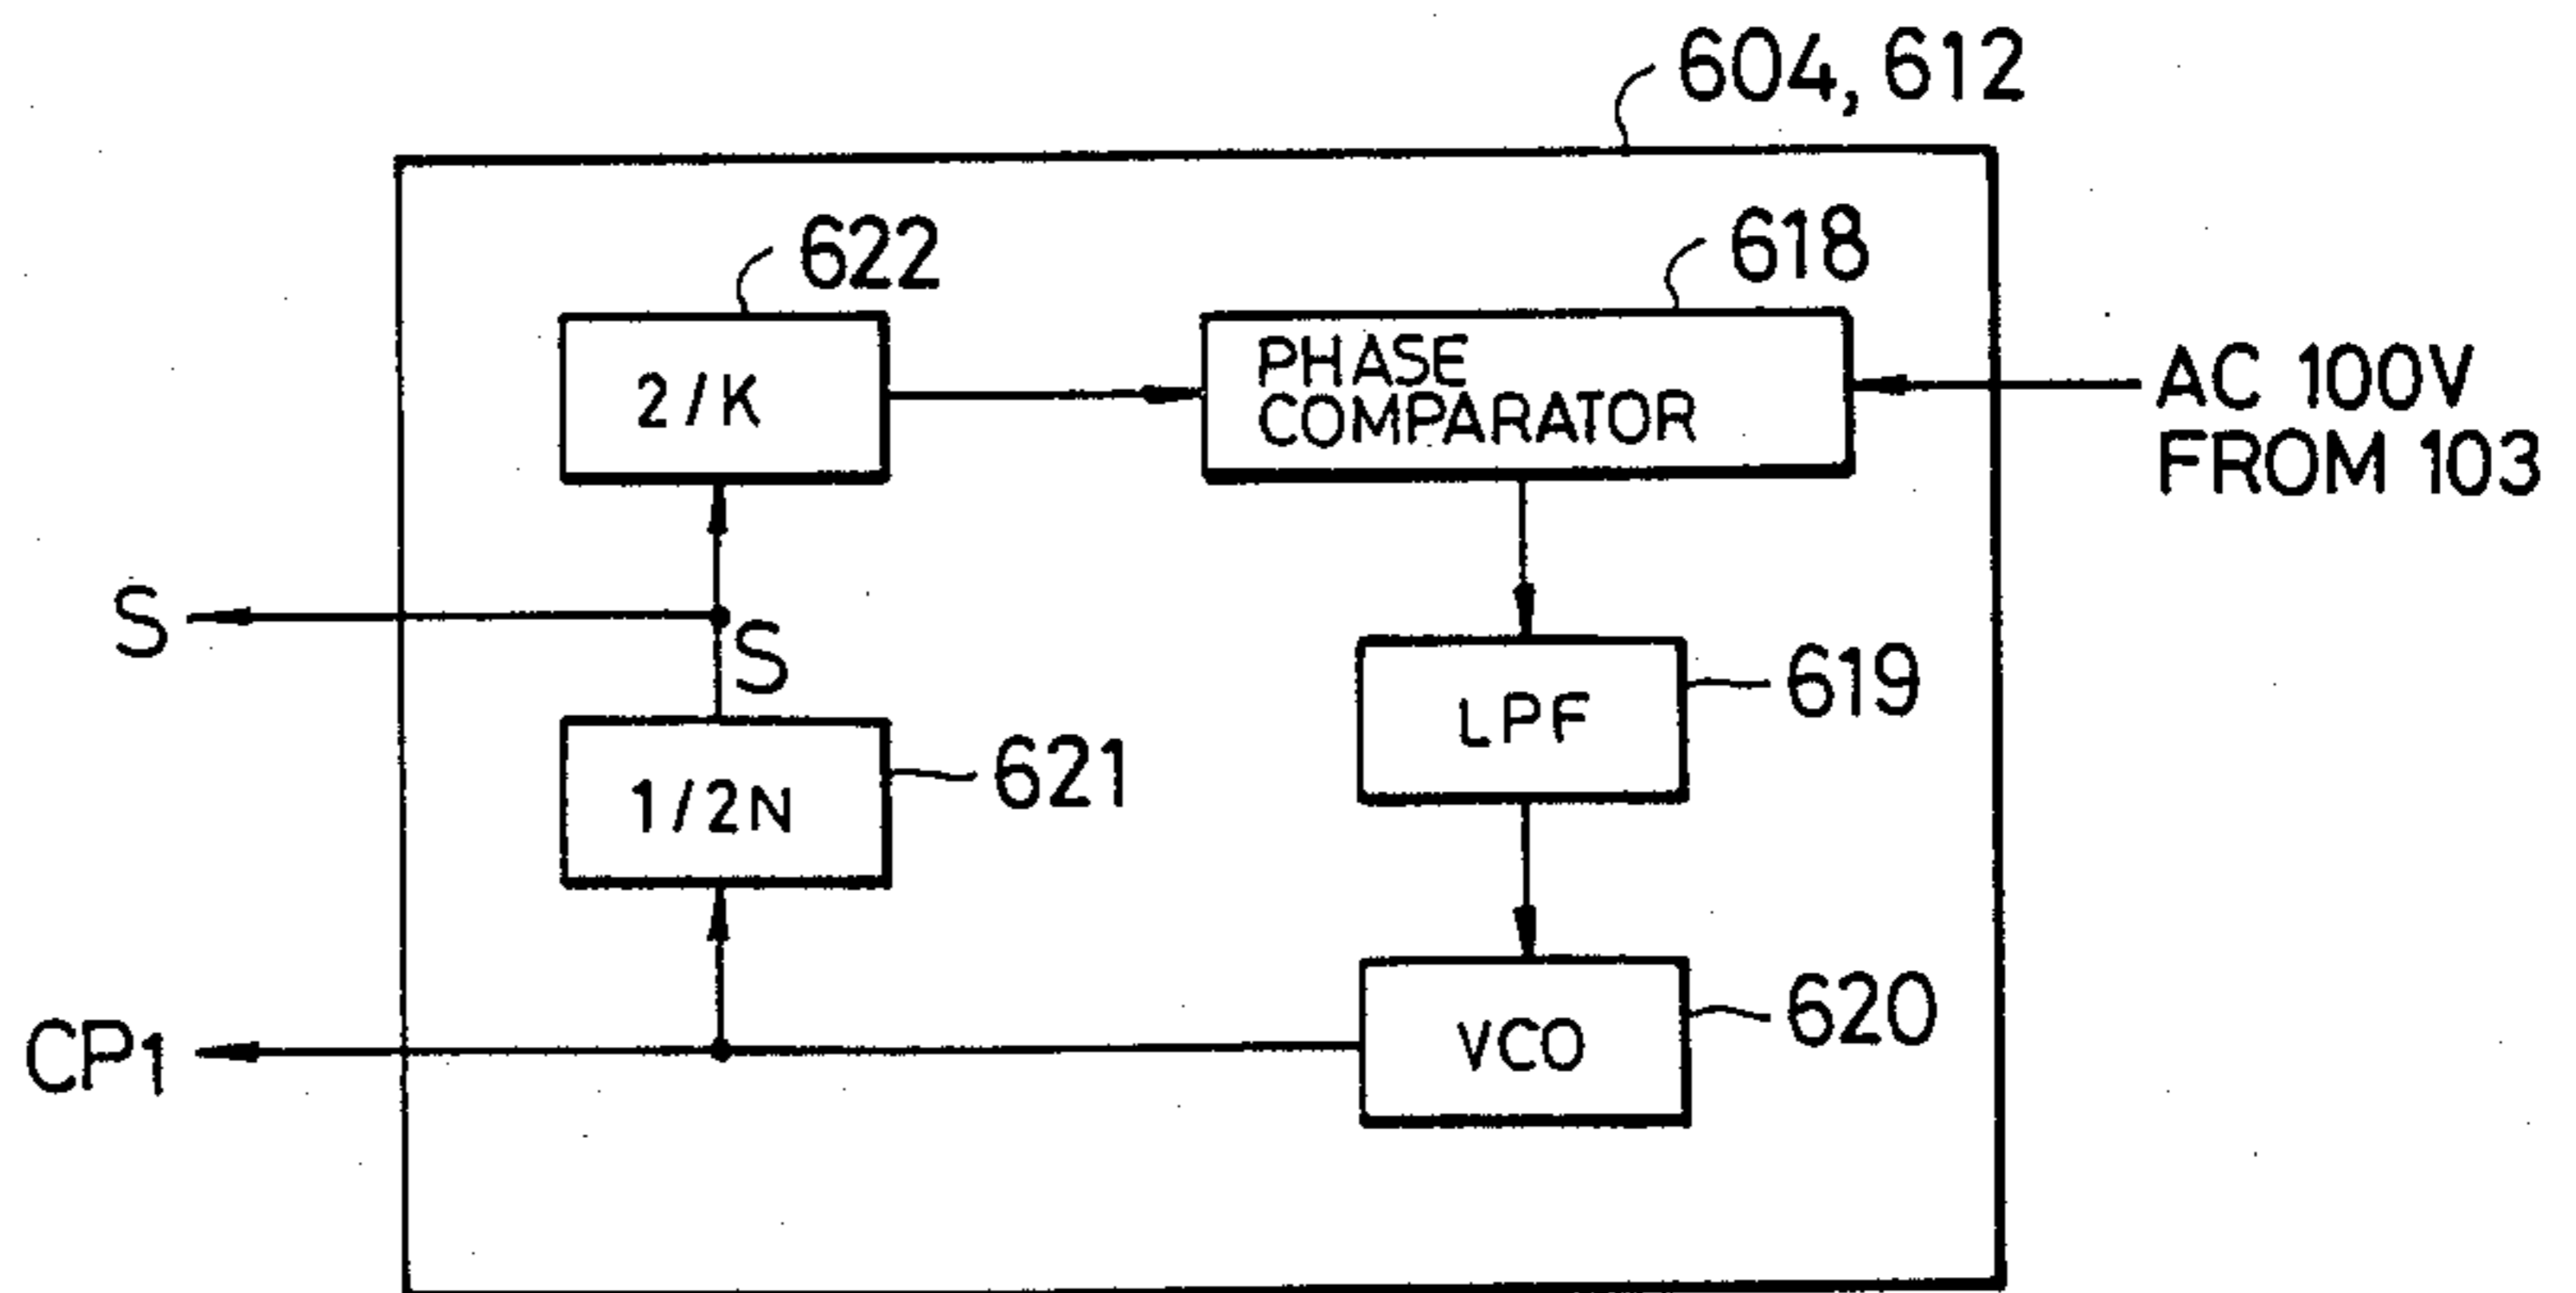 604, 612
622
618
2/K
PHASE
COMPARATOR
AC 100V
FROM 103
S
S
LPF
619
1/2N
621
VCO
620
CP1